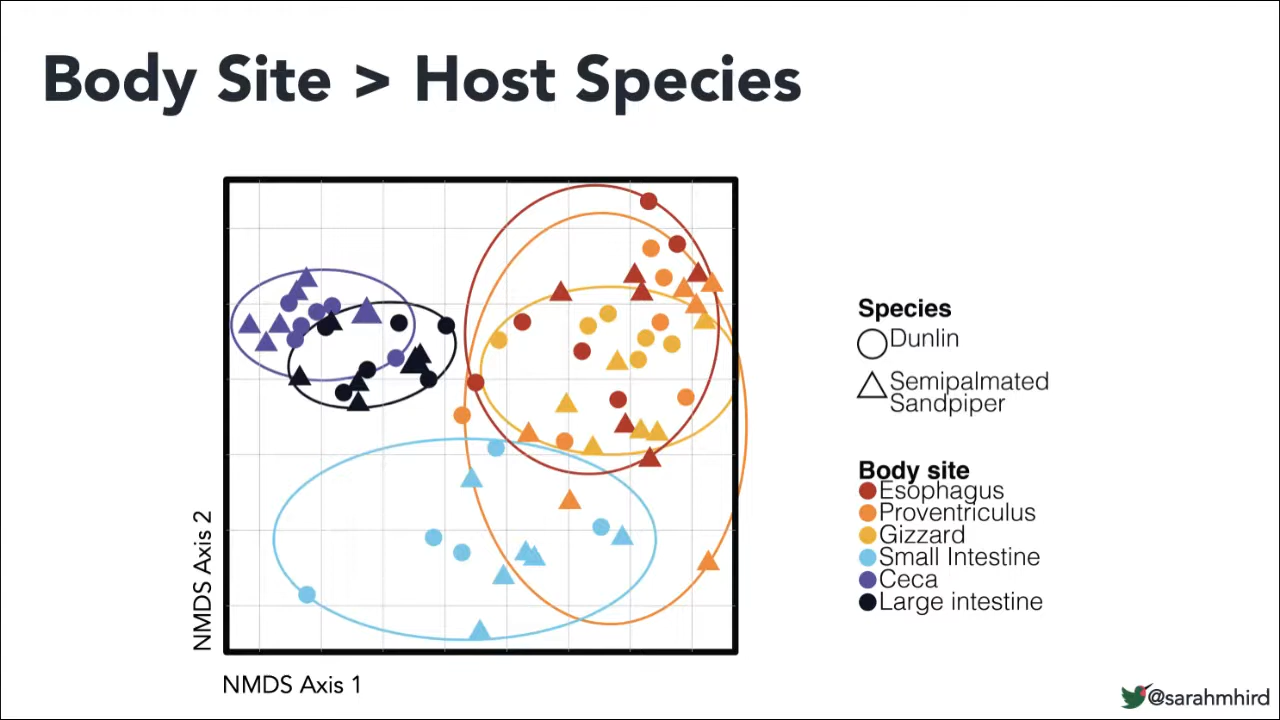 Body Site > Host Species
NMDS Axis 2
NMDS Axis 1
Species
Dunlin
Semipalmated
Sandpiper
Body site
Esophagus
Proventriculus
Gizzard
Small Intestine
Ceca
Large intestine
@sarahmhird